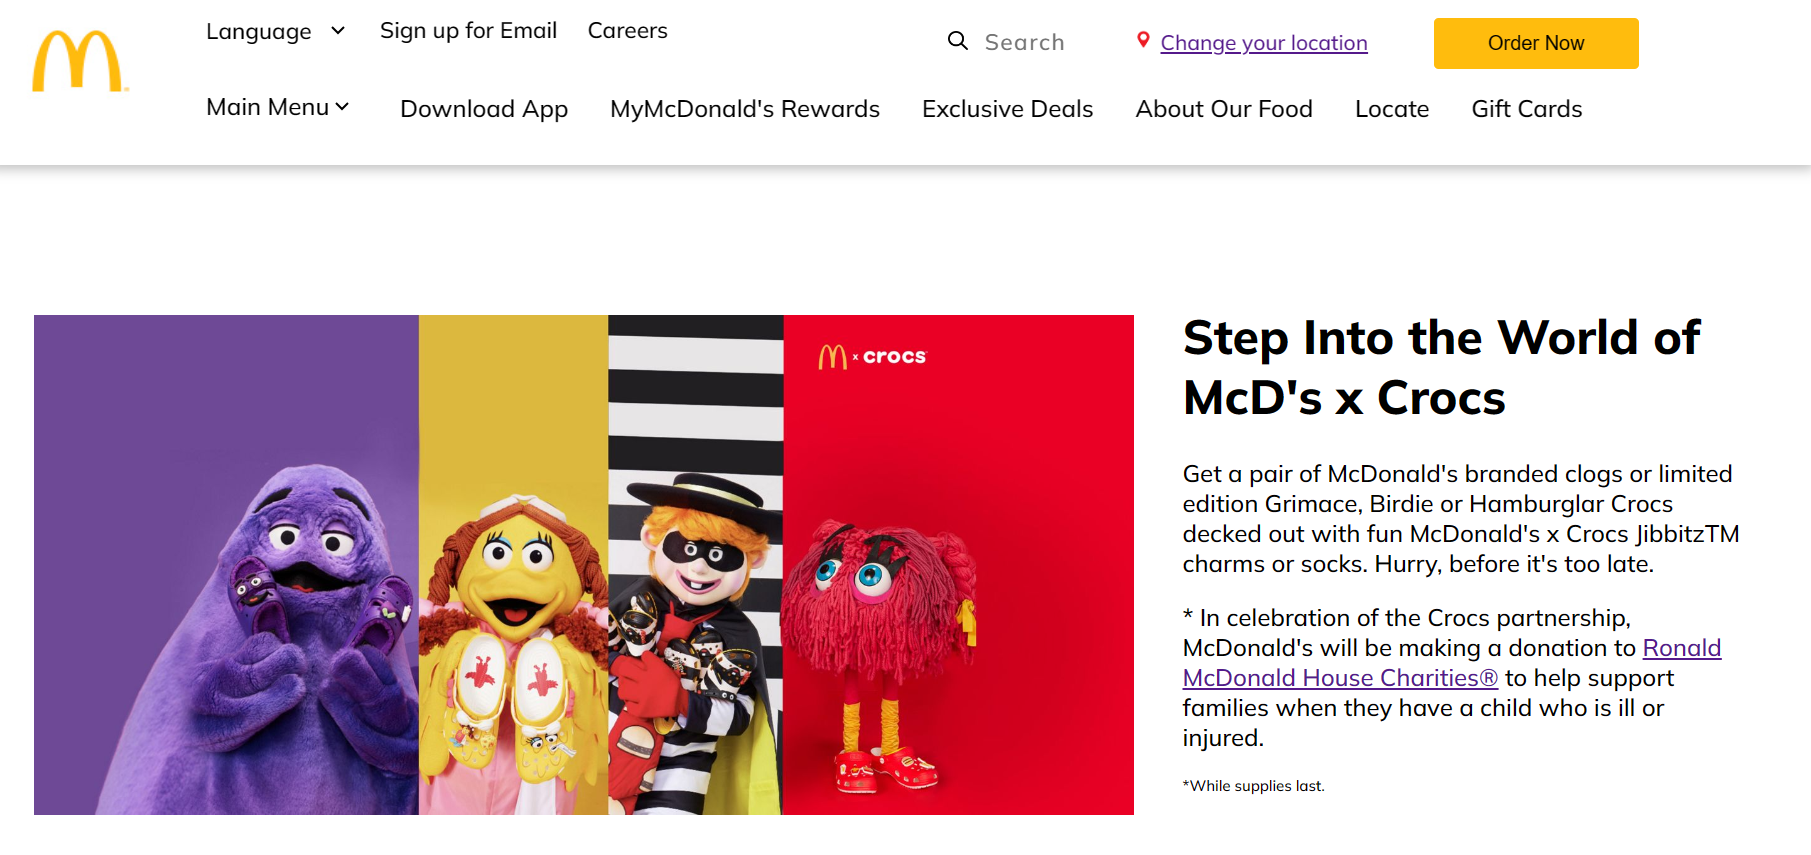 Language
Sign up for Email
Careers
Search
Change your location
Order Now
Main Menu
Download App
MyMcDonald's Rewards
Exclusive Deals
About Our Food
Locate
Gift Cards
x crocs™
Step Into the World of
McD's x Crocs
Get a pair of McDonald's branded clogs or limited
edition Grimace, Birdie or Hamburglar Crocs
decked out with fun McDonald's x Crocs JibbitzTM
charms or socks. Hurry, before it's too late.
* In celebration of the Crocs partnership,
McDonald's will be making a donation to Ronald
McDonald House Charities® to help support
families when they have a child who is ill or
injured.
*While supplies last.